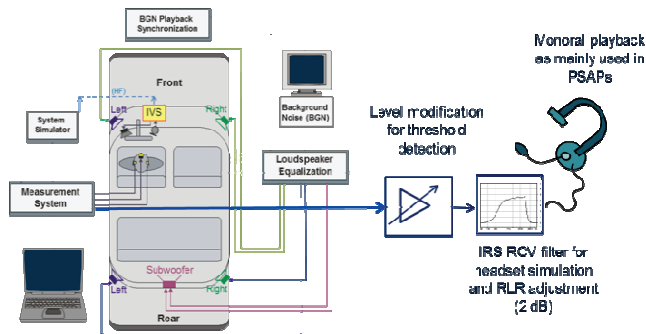 BGN Playback
Synchronization
Front
(HF)
Left
IVS
Right
System
Simulator
Background
Noise (BGN)
Loudspeaker
Equalization
Measurement
System
Subwoofer
Left
Right
Rear
Level modification
for threshold
detection
Monoral playback
as mainly used in
PSAPs
IRS RCV filter for
headset simulation
and RLR adjustment
(2 dB)